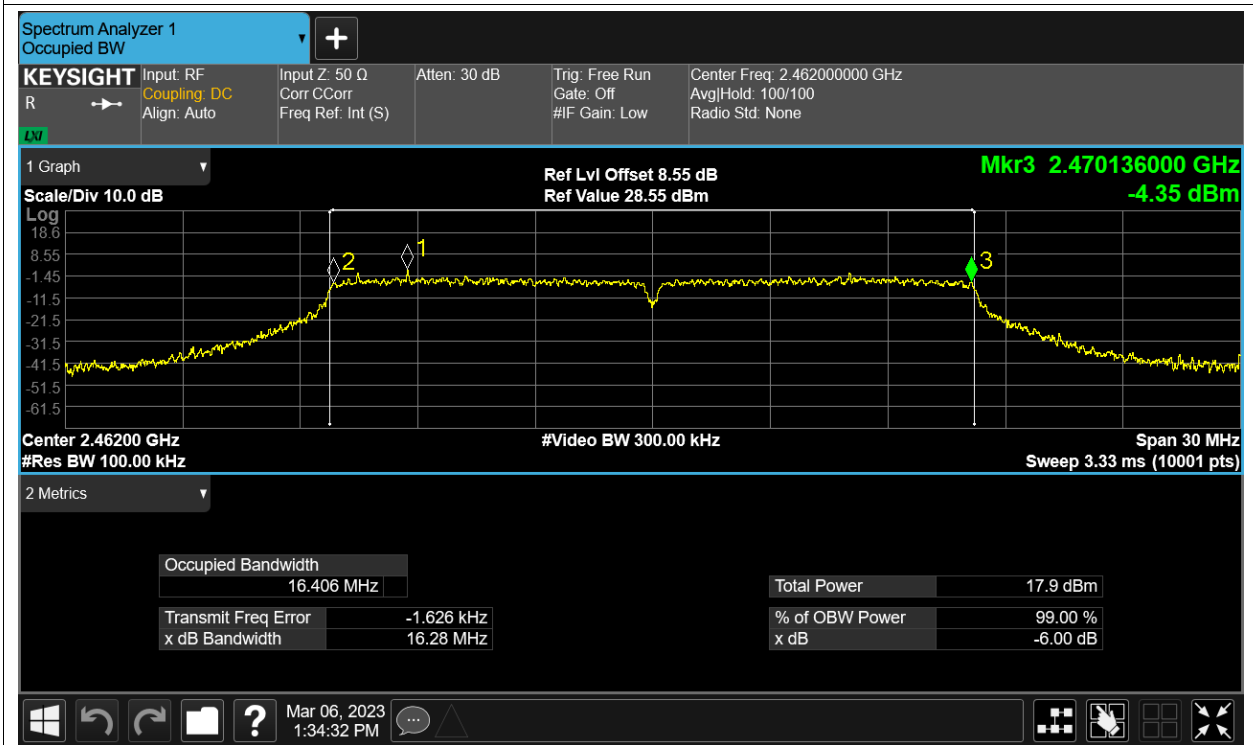 Spectrum Analyzer 1
Occupied BW
KEYSIGHT
R
LXI
Input: RF
Coupling: DC
Align: Auto
Input Z: 50 Ω
Corr CCorr
Freq Ref: Int (S)
Atten: 30 dB
Trig: Free Run
Gate: Off
#IF Gain: Low
Center Freq: 2.462000000 GHz
Avg|Hold: 100/100
Radio Std: None
1 Graph
Scale/Div 10.0 dB
Ref Lvl Offset 8.55 dB
Ref Value 28.55 dBm
Mkr3 2.470136000 GHz
-4.35 dBm
Log
18.6
8.55
-1.45
-11.5
-21.5
-31.5
-41.5
-51.5
-61.5
2
1
3
Center 2.46200 GHz
#Res BW 100.00 kHz
#Video BW 300.00 kHz
Span 30 MHz
Sweep 3.33 ms (10001 pts)
2 Metrics
Occupied Bandwidth
16.406 MHz
Transmit Freq Error -1.626 kHz
x dB Bandwidth 16.28 MHz
Total Power 17.9 dBm
% of OBW Power 99.00 %
x dB -6.00 dB
?
Mar 06, 2023
1:34:32 PM